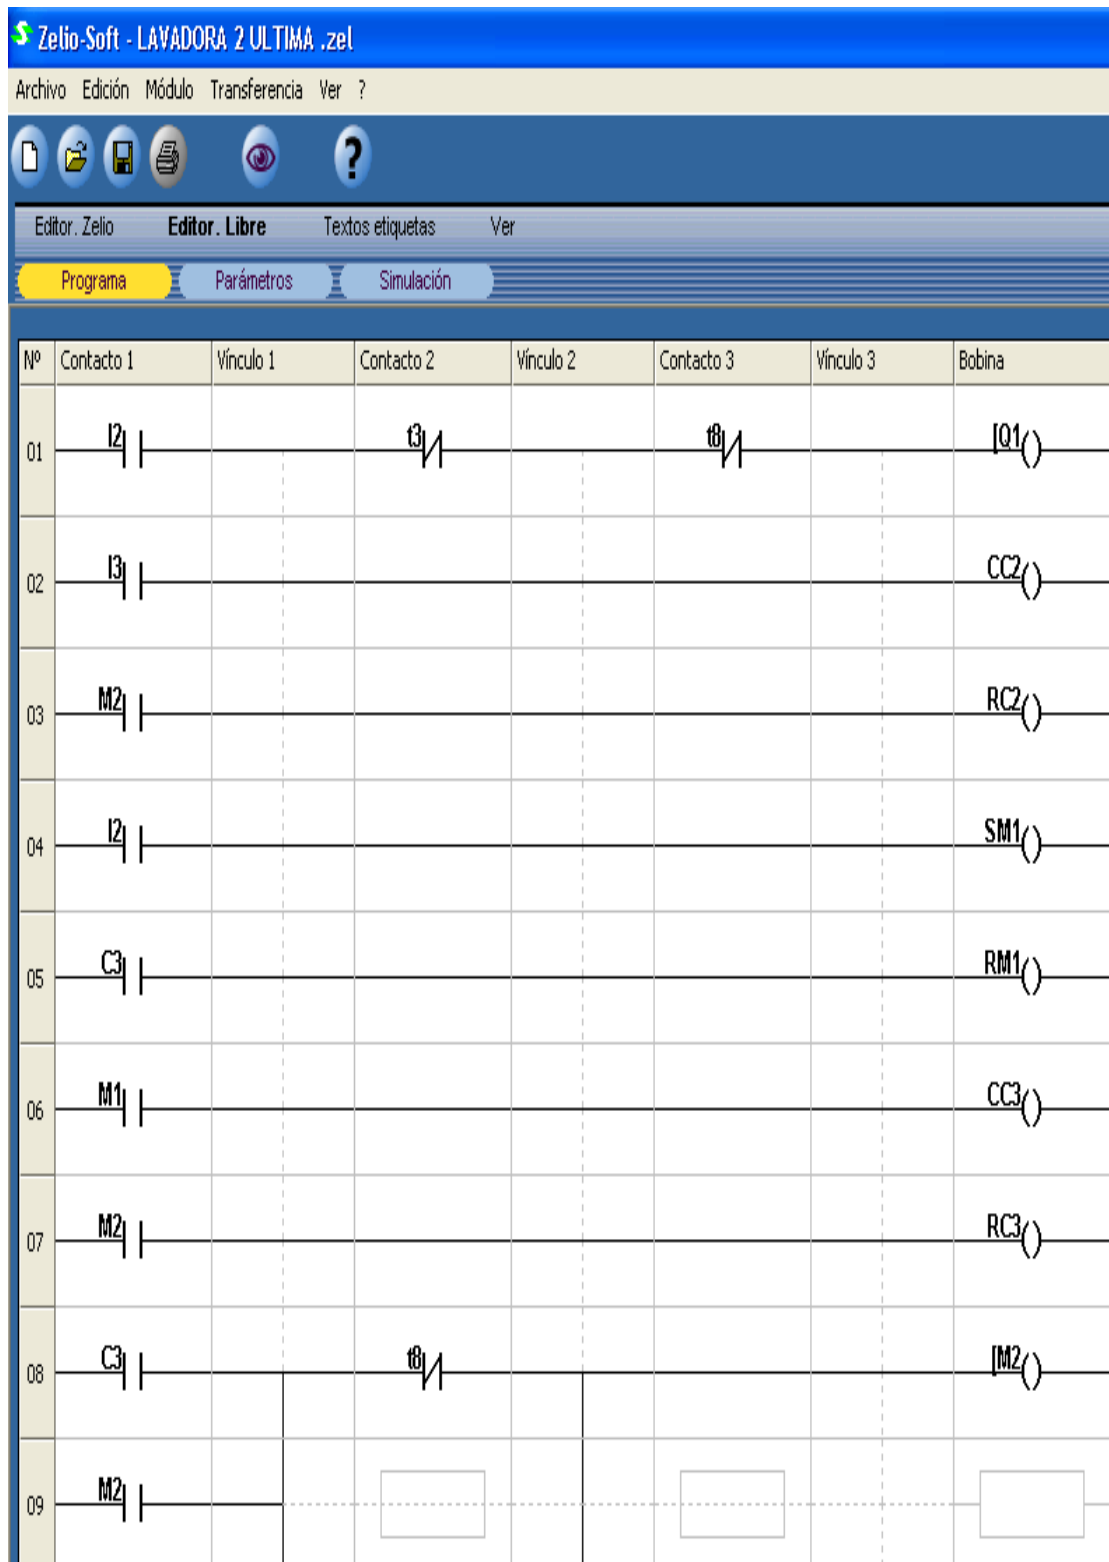 Zelio-Soft - LAVADORA 2 ULTIMA .zel
Archivo Edición Módulo Transferencia Ver ?
?
Editor. Zelio Editor. Libre Textos etiquetas Ver
Programa Parámetros Simulación
Nº Contacto 1 Vínculo 1 Contacto 2 Vínculo 2 Contacto 3 Vínculo 3 Bobina
01 I2 t3 t8 [Q1
02 I3 CC2
03 M2 RC2
04 I2 SM1
05 C3 RM1
06 M1 CC3
07 M2 RC3
08 C3 t8 [M2
09 M2